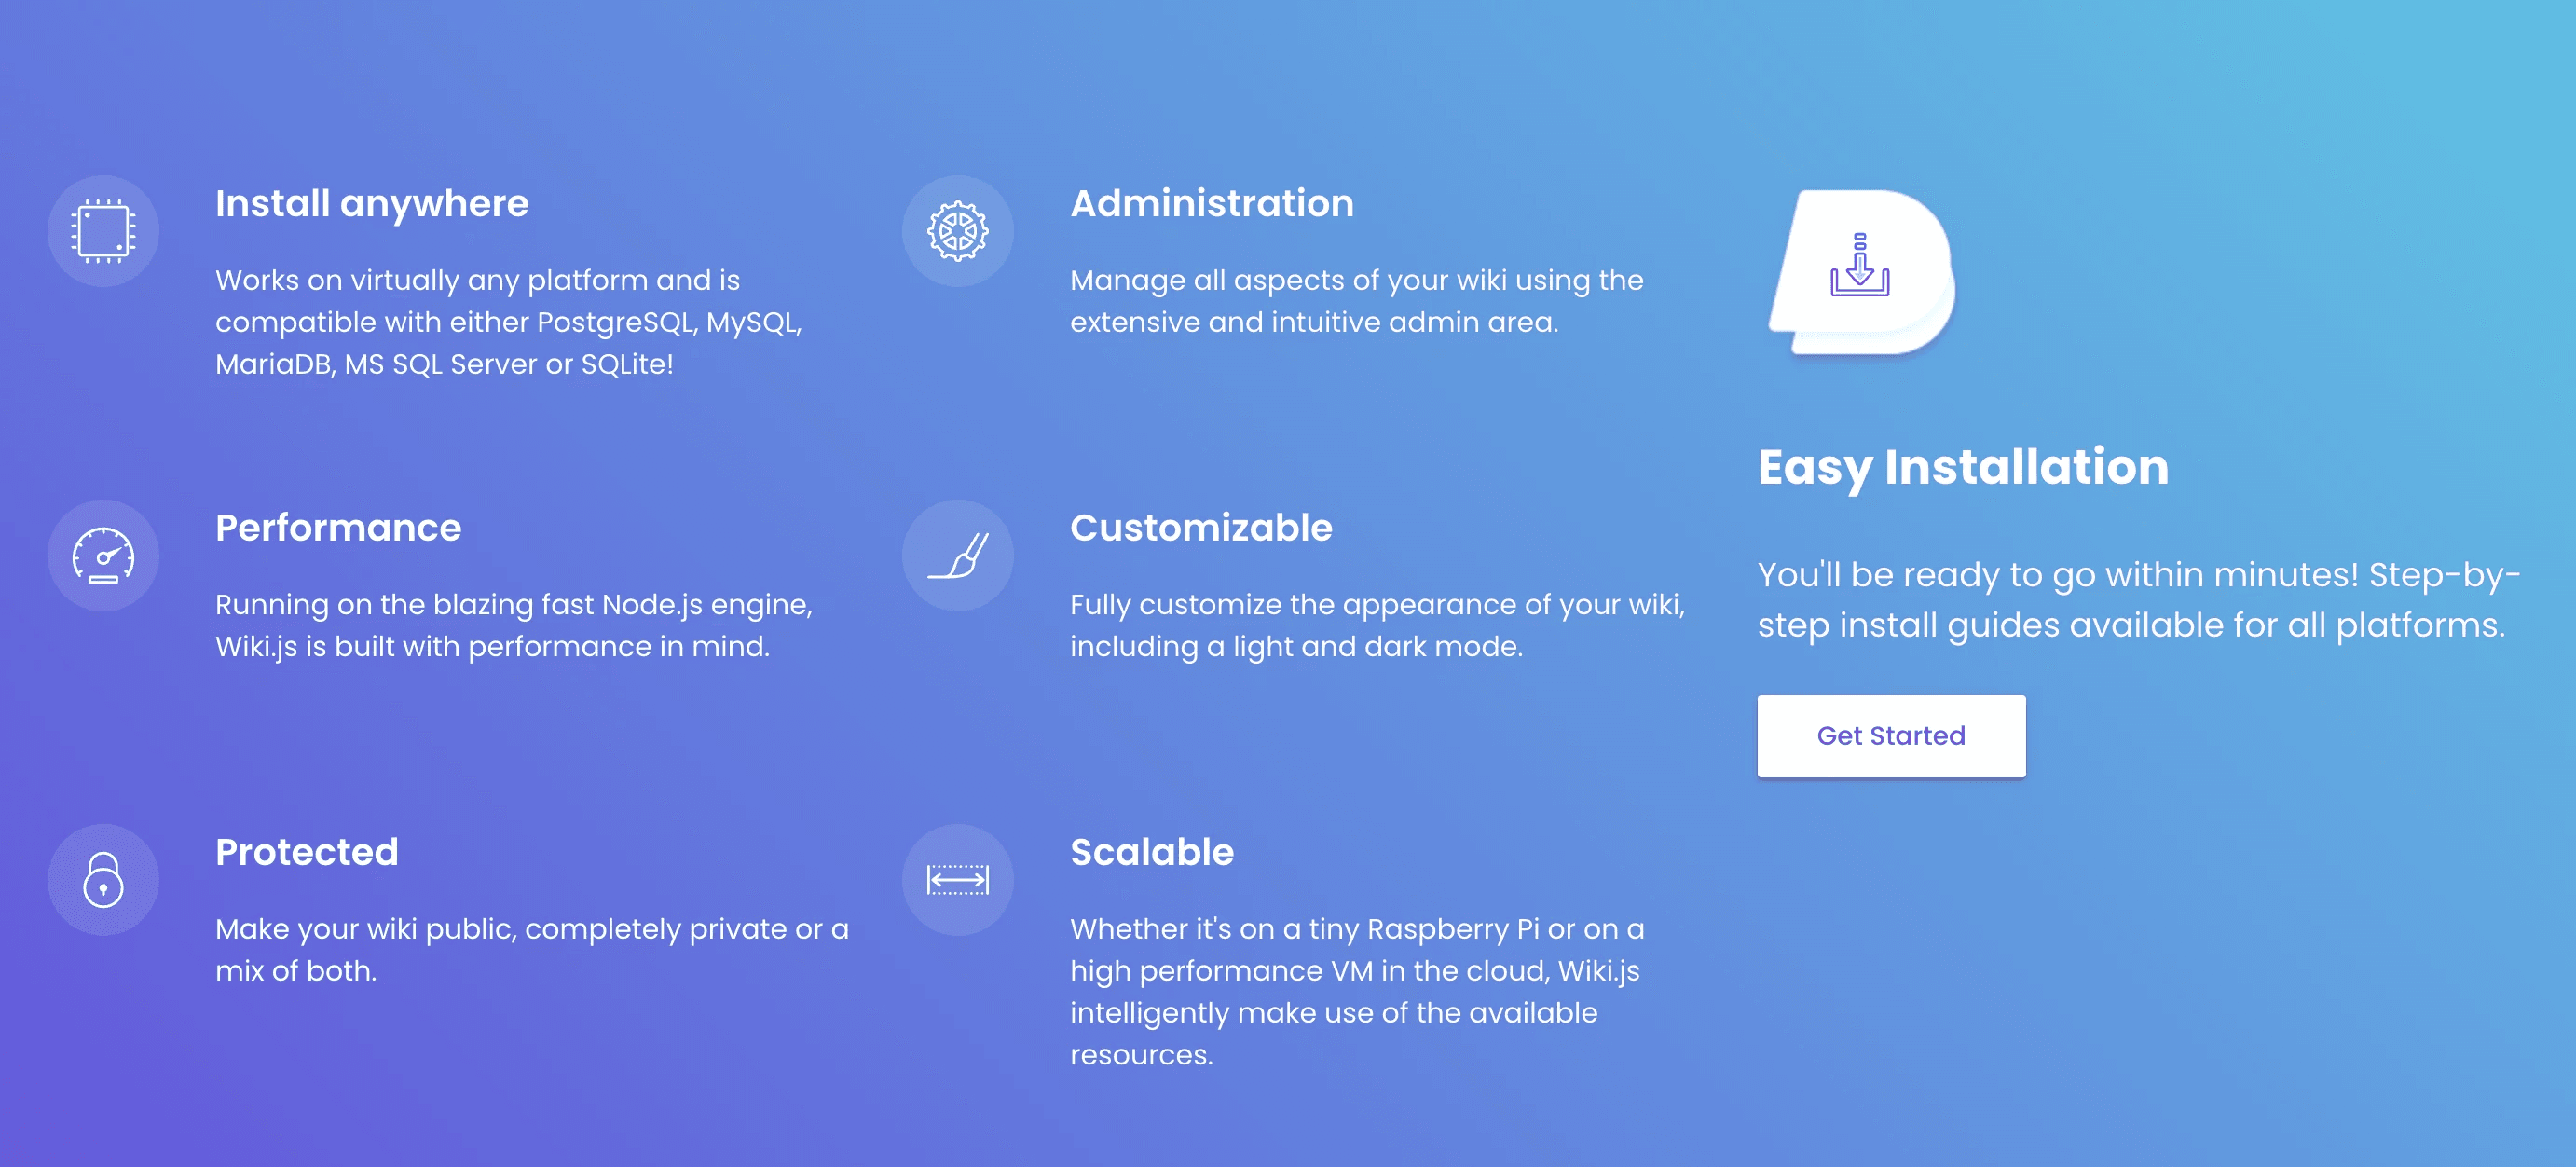 Install anywhere
Works on virtually any platform and is
compatible with either PostgreSQL, MySQL,
MariaDB, MS SQL Server or SQLite!
Administration
Manage all aspects of your wiki using the
extensive and intuitive admin area.
Performance
Running on the blazing fast Node.js engine,
Wiki.js is built with performance in mind.
Customizable
Fully customize the appearance of your wiki,
including a light and dark mode.
Protected
Make your wiki public, completely private or a
mix of both.
Scalable
Whether it's on a tiny Raspberry Pi or on a
high performance VM in the cloud, Wiki.js
intelligently make use of the available
resources.
Easy Installation
You'll be ready to go within minutes! Step-by-
step install guides available for all platforms.
Get Started